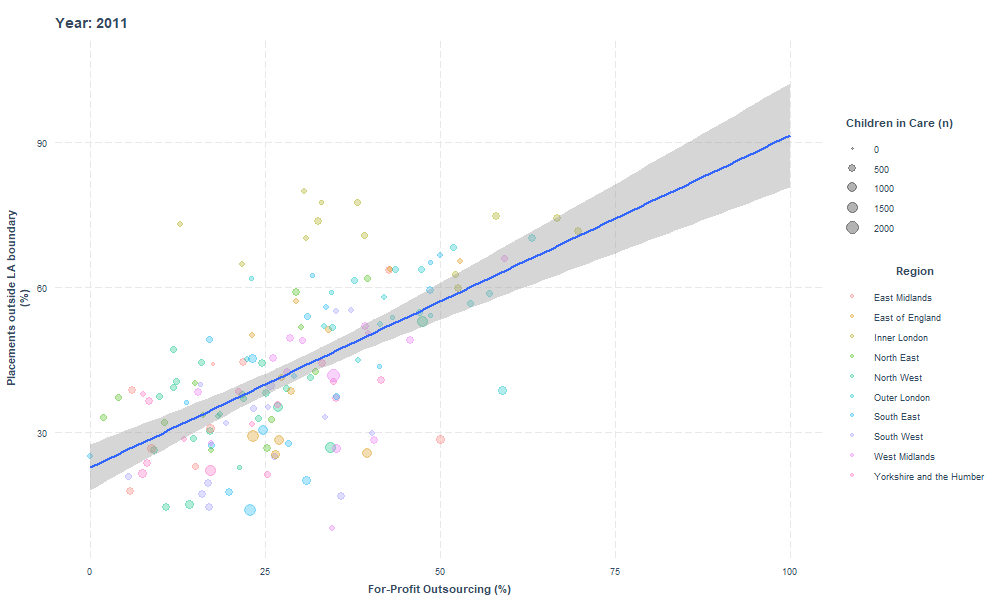 Year: 2011
Placements outside LA boundary
(%)
90
60
30
0
25
50
75
100
For-Profit Outsourcing (%)
Children in Care (n)
0
500
1000
1500
2000
Region
East Midlands
East of England
Inner London
North East
North West
Outer London
South East
South West
West Midlands
Yorkshire and the Humber